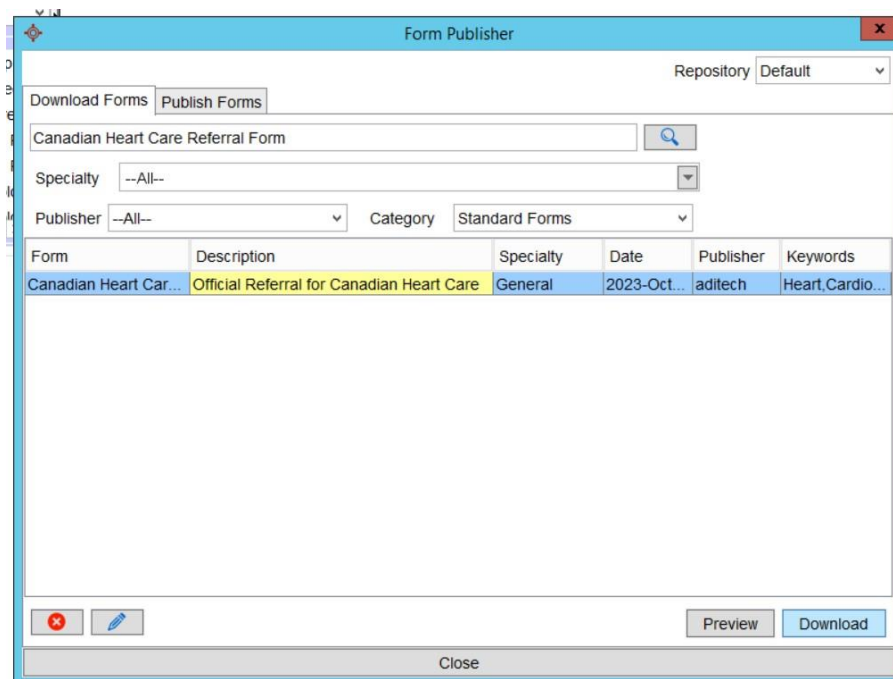 Form Publisher
x
Repository Default
Download Forms Publish Forms
Canadian Heart Care Referral Form
Specialty --All--
Publisher --All-- Category Standard Forms
Form Description Specialty Date Publisher Keywords
Canadian Heart Car... Official Referral for Canadian Heart Care General 2023-Oct... aditech Heart,Cardio...
Preview Download
Close